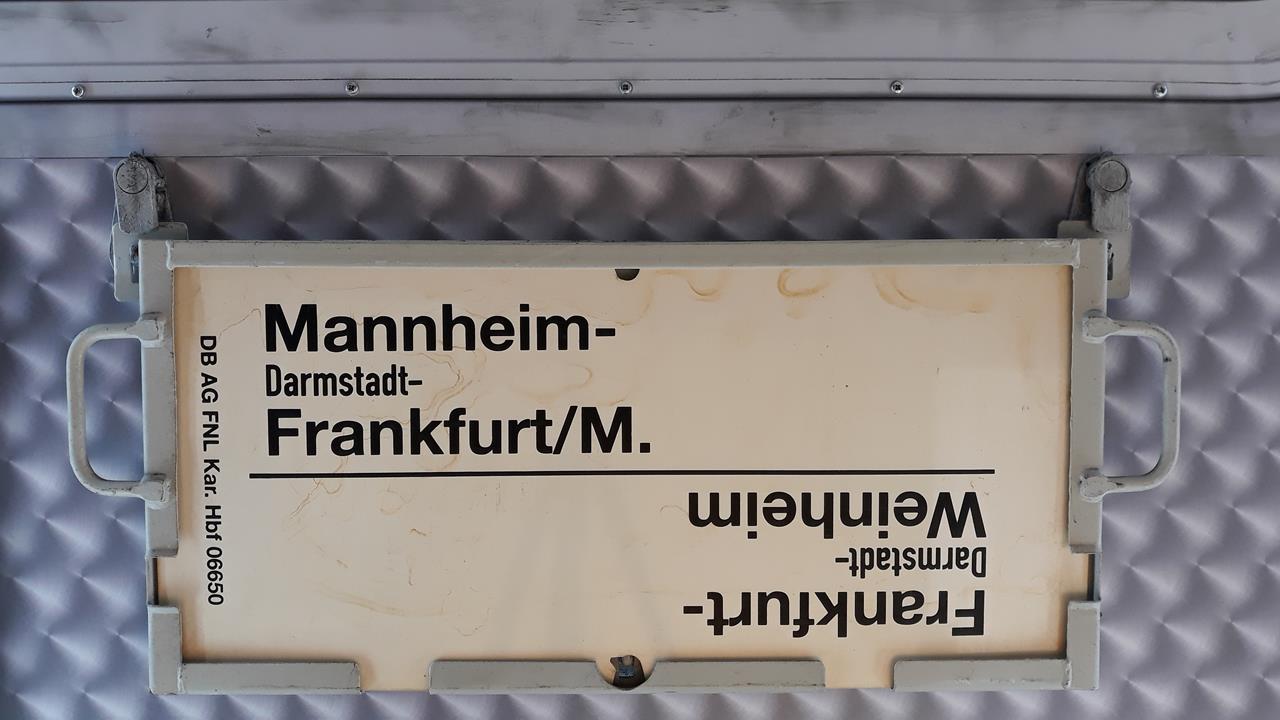 Mannheim-
Darmstadt-
Frankfurt/M.
Frankfurt-
Darmstadt-
Weinheim
DB AG FNL Kar. Hbf 06650